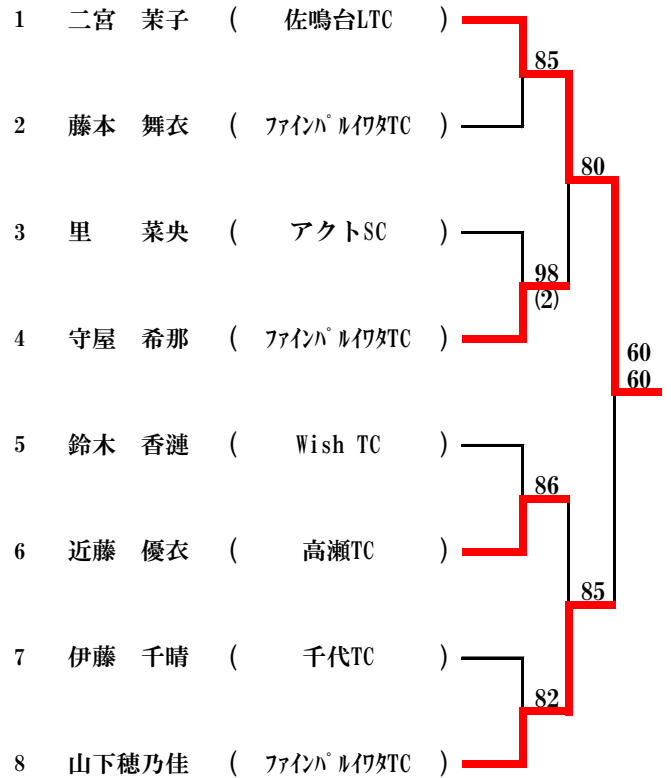 1 二宮 茉子 ( 佐鳴台LTC )
85
2 藤本 舞衣 ( ﾌｧｲﾝﾊﾟﾙｲﾜﾀTC )
80
3 里 菜央 ( アクトSC )
98
(2)
4 守屋 希那 ( ﾌｧｲﾝﾊﾟﾙｲﾜﾀTC )
60
60
5 鈴木 香漣 ( Wish TC )
86
6 近藤 優衣 ( 高瀬TC )
85
7 伊藤 千晴 ( 千代TC )
82
8 山下穂乃佳 ( ﾌｧｲﾝﾊﾟﾙｲﾜﾀTC )